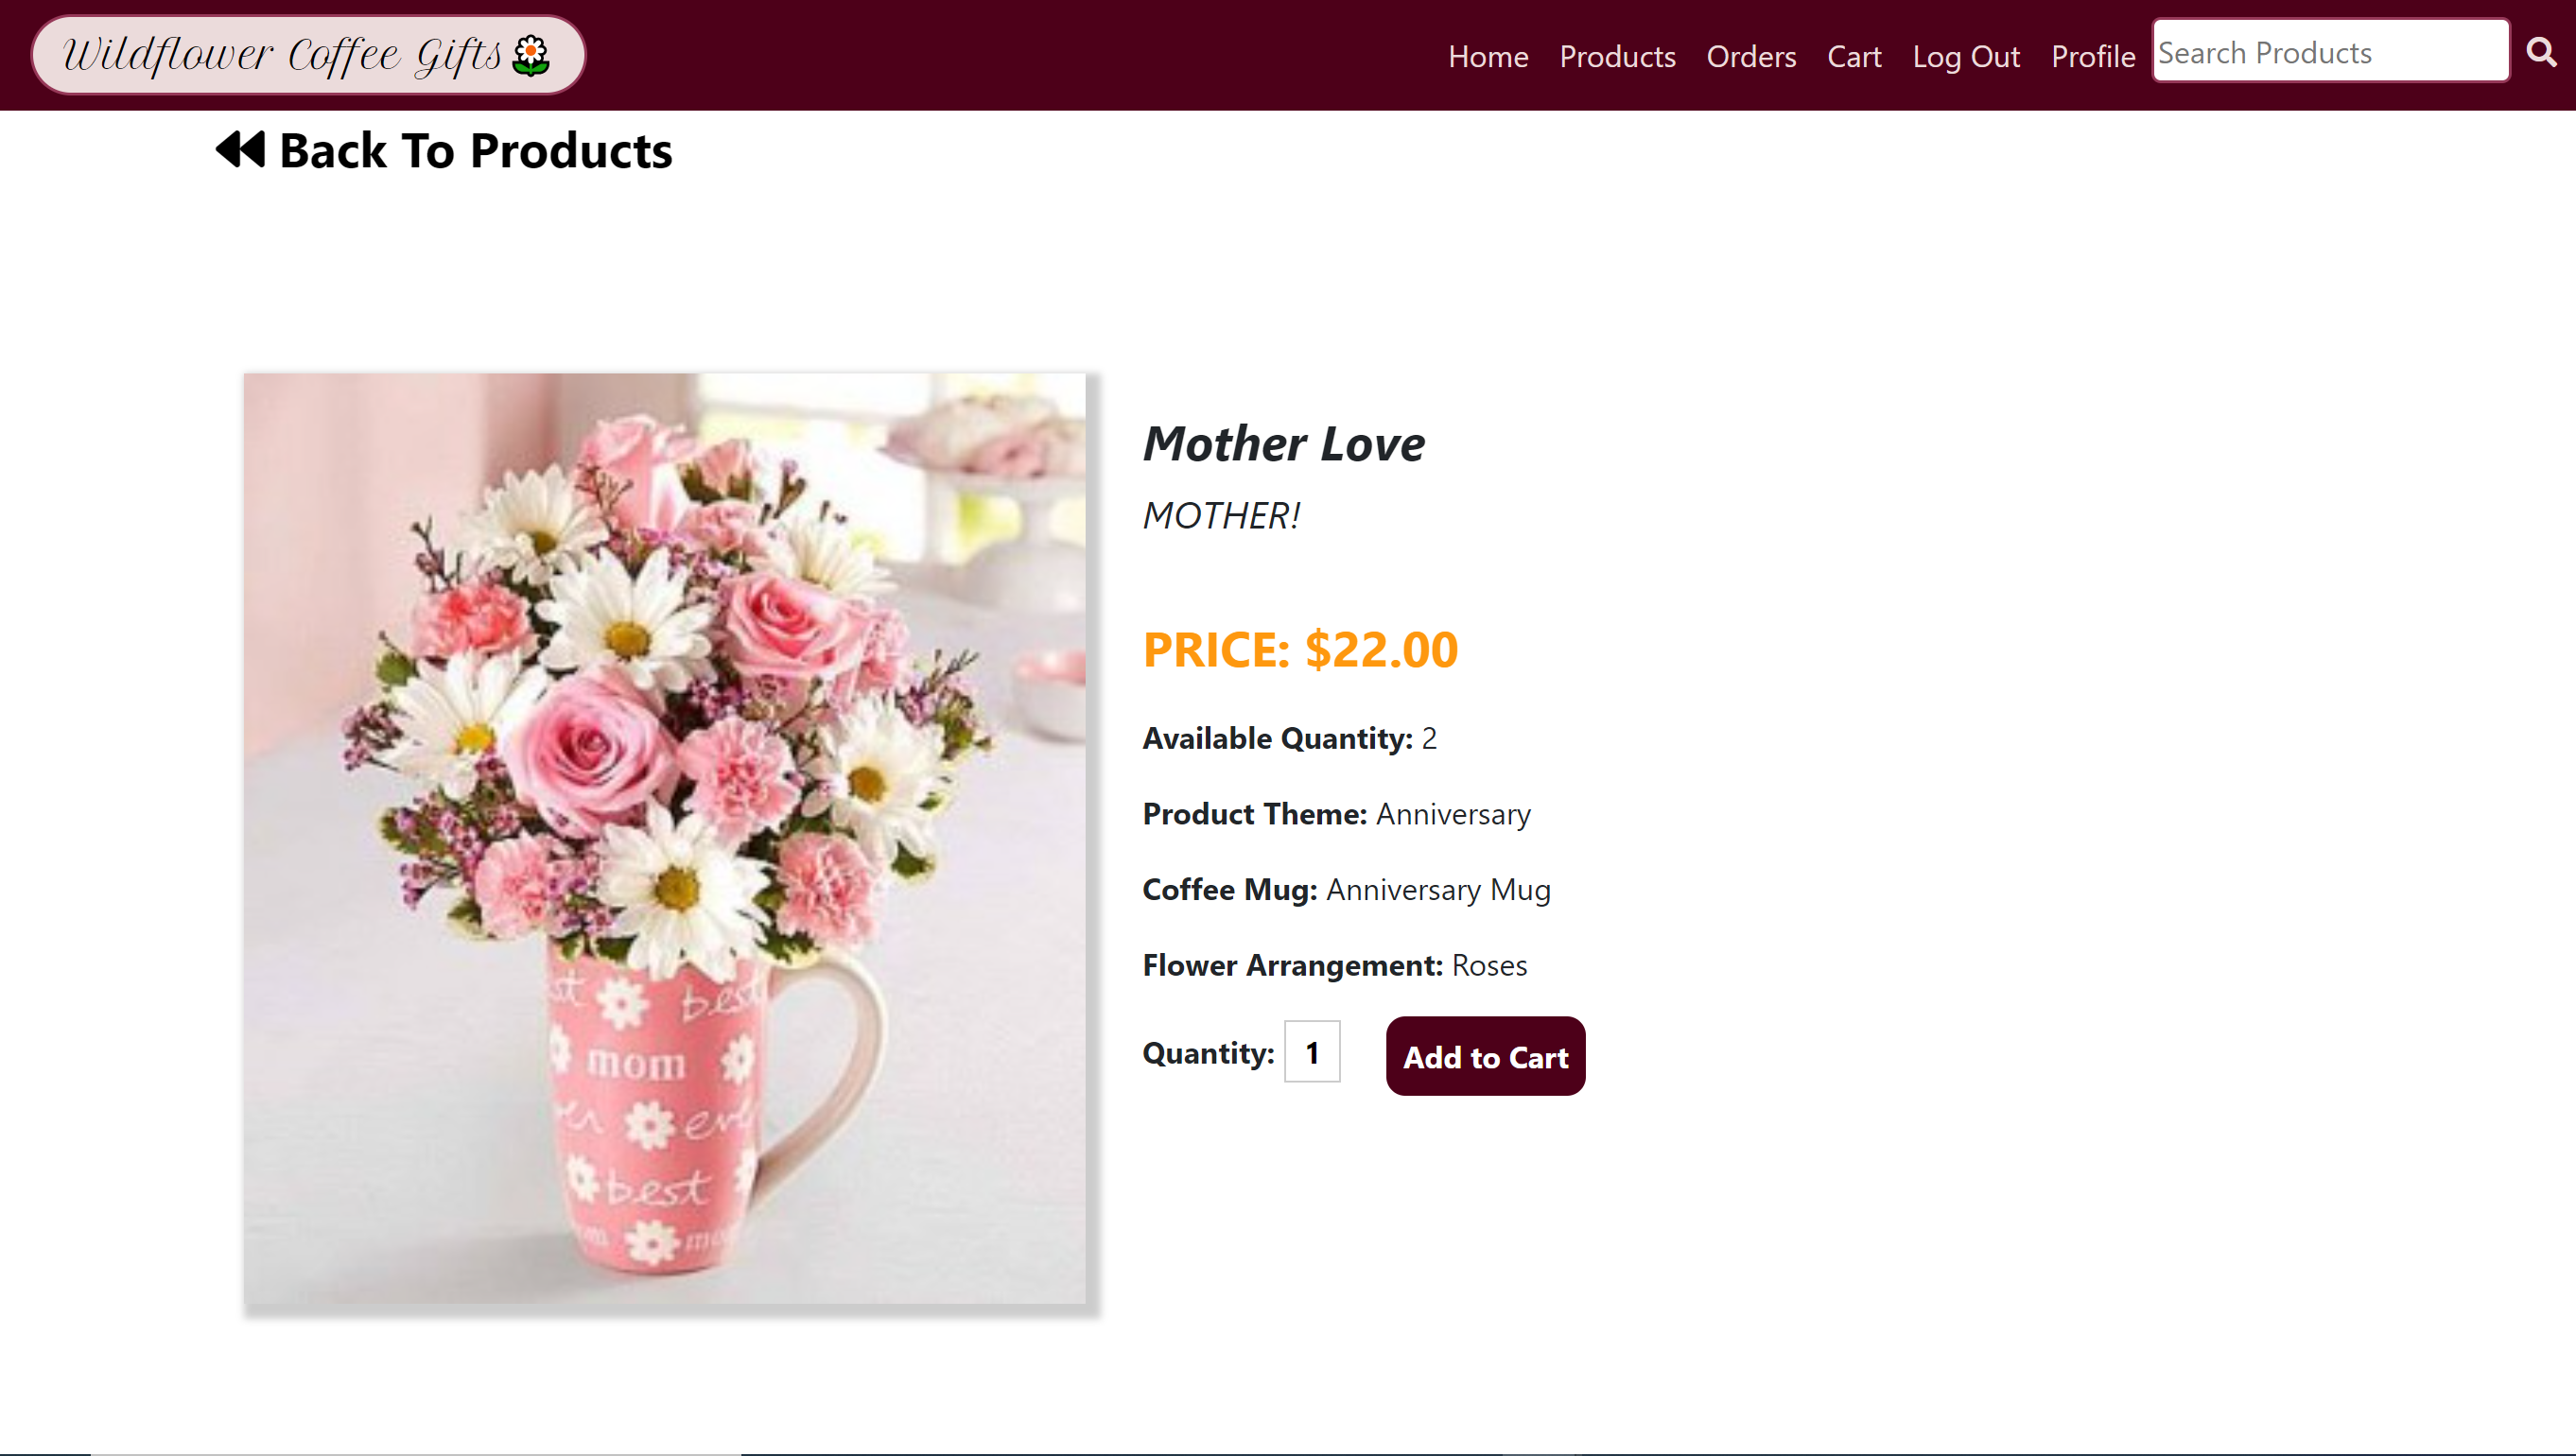 Wildflower Coffee Gifts
Home Products Orders Cart Log Out Profile Search Products
Back To Products
Mother Love
MOTHER!
PRICE: $22.00
Available Quantity: 2
Product Theme: Anniversary
Coffee Mug: Anniversary Mug
Flower Arrangement: Roses
Quantity: 1 Add to Cart
best
mom
best